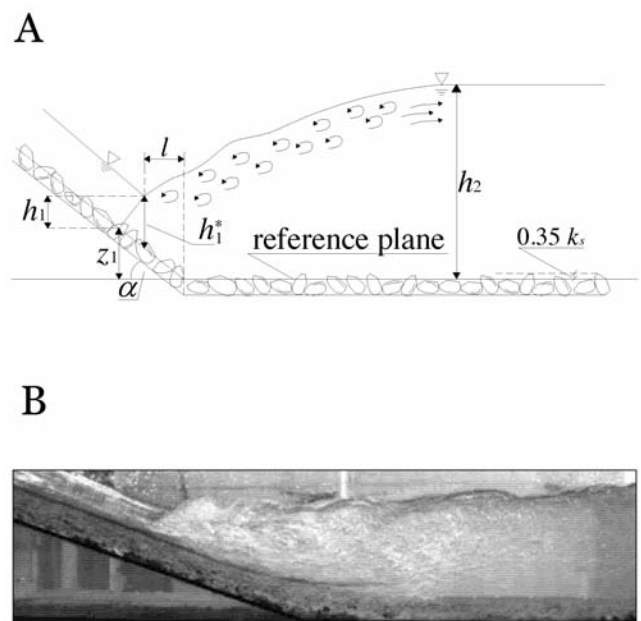 A
l
h₁
h₁*
z₁
α
h₂
reference plane
0.35 kₛ
B